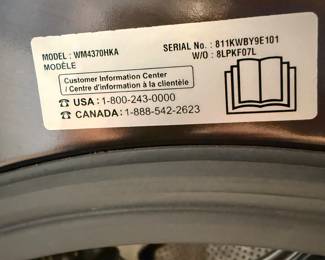 MODEL : WM4370HKA SERIAL No. : 811KWBY9E101
MODÈLE W/O : 8LPKF07L
Customer Information Center
/ Centre d'information à la clientèle
☎ USA : 1-800-243-0000
☎ CANADA : 1-888-542-2623